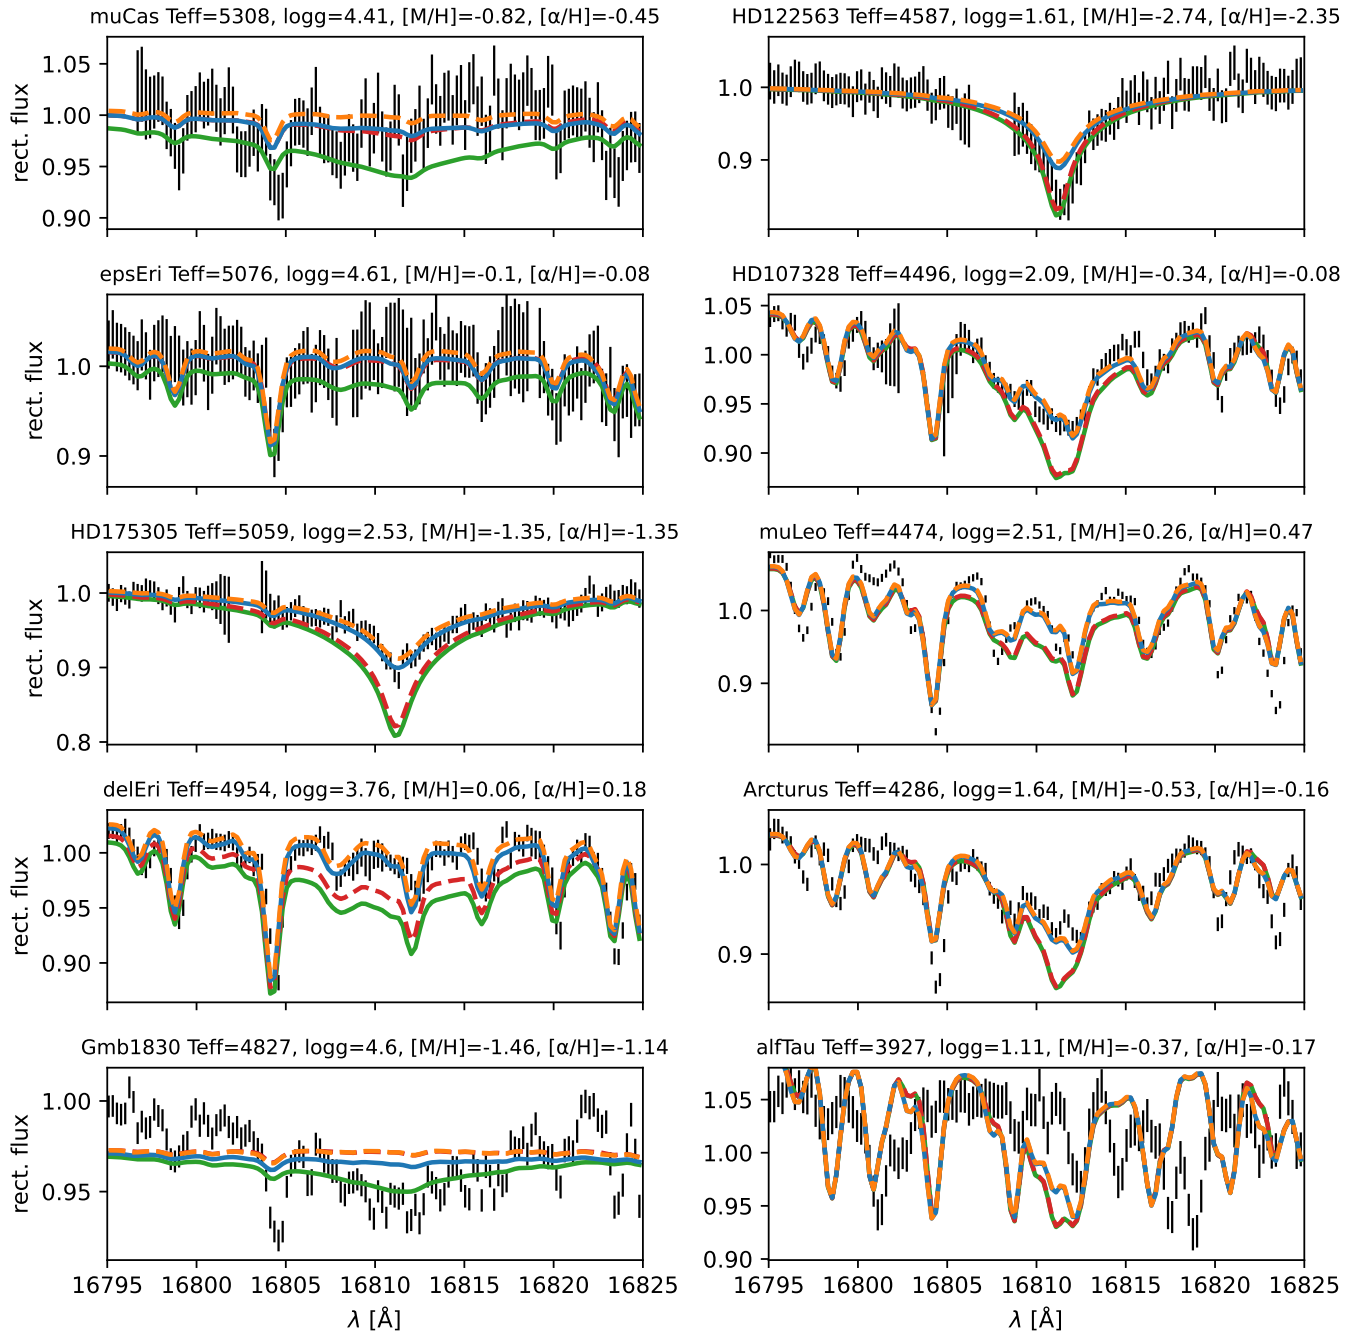 muCas Teff=5308, logg=4.41, [M/H]=-0.82, [α/H]=-0.45
1.05
1.00
0.95
0.90
rect. flux
HD122563 Teff=4587, logg=1.61, [M/H]=-2.74, [α/H]=-2.35
1.0
0.9
epsEri Teff=5076, logg=4.61, [M/H]=-0.1, [α/H]=-0.08
1.0
0.9
rect. flux
HD107328 Teff=4496, logg=2.09, [M/H]=-0.34, [α/H]=-0.08
1.05
1.00
0.95
0.90
HD175305 Teff=5059, logg=2.53, [M/H]=-1.35, [α/H]=-1.35
1.0
0.9
0.8
rect. flux
muLeo Teff=4474, logg=2.51, [M/H]=0.26, [α/H]=0.47
1.0
0.9
delEri Teff=4954, logg=3.76, [M/H]=0.06, [α/H]=0.18
1.00
0.95
0.90
rect. flux
Arcturus Teff=4286, logg=1.64, [M/H]=-0.53, [α/H]=-0.16
1.0
0.9
Gmb1830 Teff=4827, logg=4.6, [M/H]=-1.46, [α/H]=-1.14
1.00
0.95
rect. flux
16795 16800 16805 16810 16815 16820 16825
λ [Å]
alfTau Teff=3927, logg=1.11, [M/H]=-0.37, [α/H]=-0.17
1.05
1.00
0.95
0.90
16795 16800 16805 16810 16815 16820 16825
λ [Å]